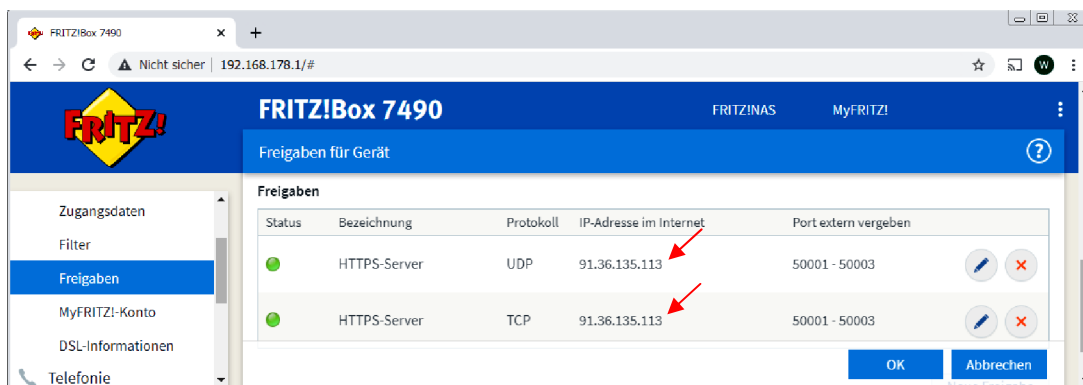 FRITZ!Box 7490
Nicht sicher | 192.168.178.1/#
W
FRITZ!
FRITZ!Box 7490
FRITZ!NAS
MyFRITZ!
Freigaben für Gerät
?
Zugangsdaten
Filter
Freigaben
MyFRITZ!-Konto
DSL-Informationen
Telefonie
Freigaben
Status Bezeichnung Protokoll IP-Adresse im Internet Port extern vergeben
HTTPS-Server UDP 91.36.135.113 50001 - 50003
HTTPS-Server TCP 91.36.135.113 50001 - 50003
OK Abbrechen